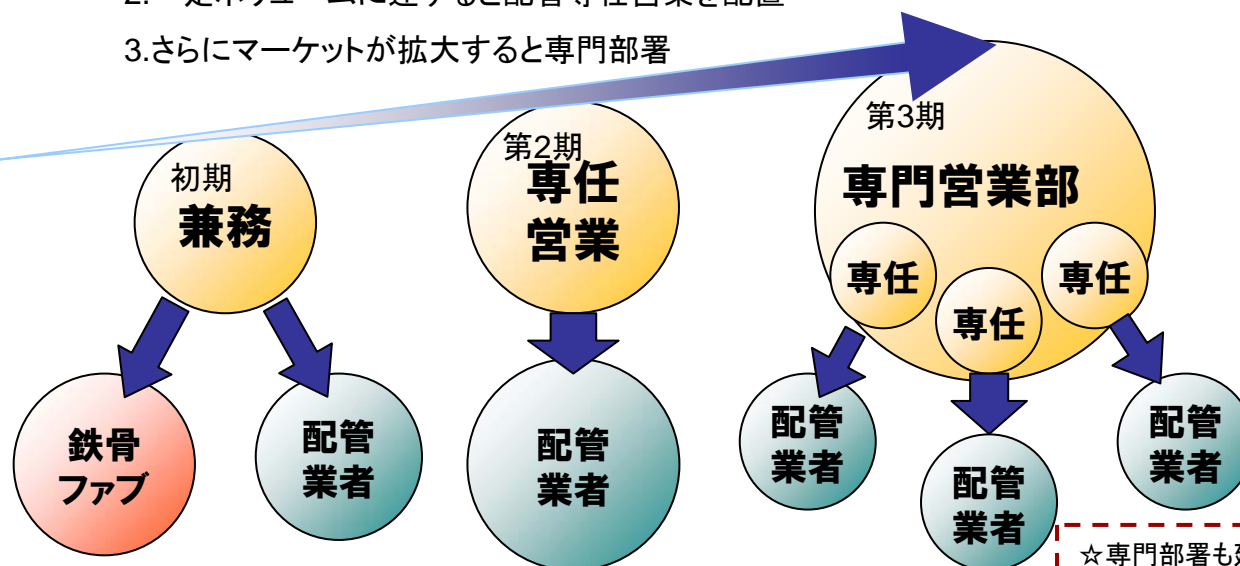 3.さらにマーケットが拡大すると専門部署
初期
兼務
第2期
専任
営業
第3期
専門営業部
専任
専任
専任
鉄骨
ファブ
配管
業者
配管
業者
配管
業者
配管
業者
配管
業者
☆専門部署も